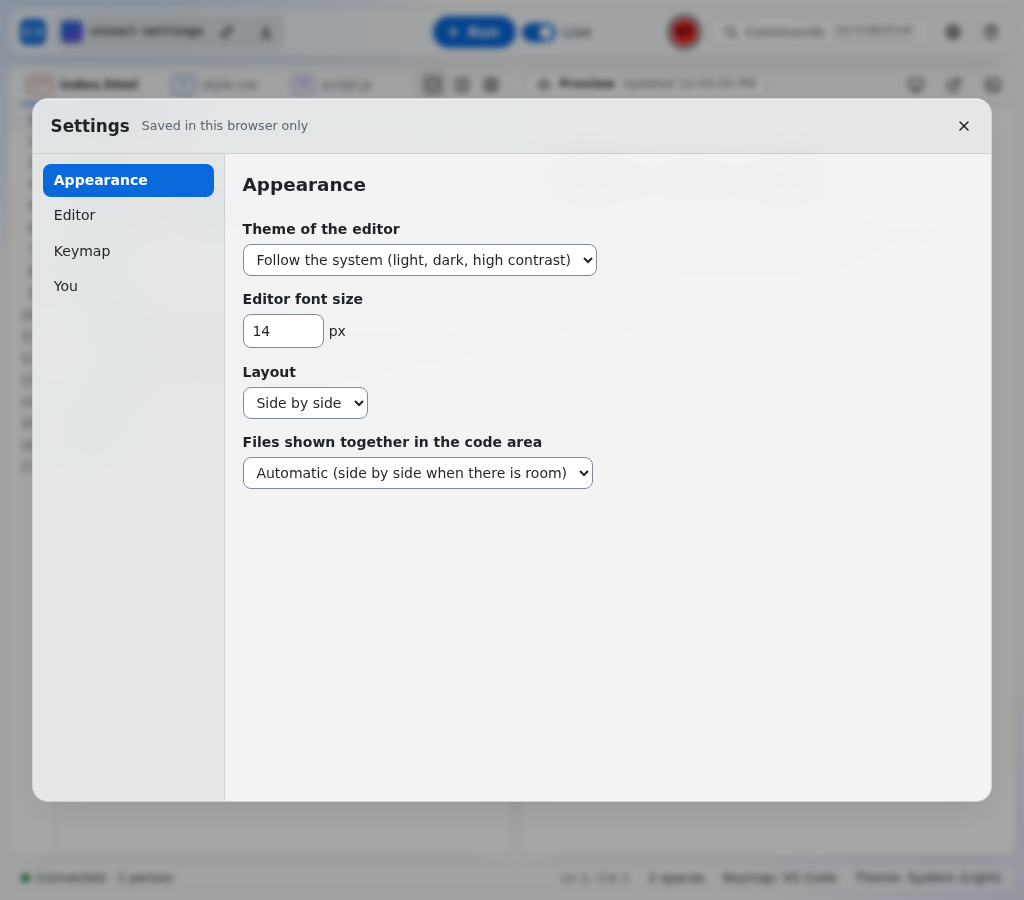 Run
Live
Commands
index.html
style.css
script.js
Preview
Settings
Saved in this browser only
Appearance
Editor
Keymap
You
Appearance
Theme of the editor
Follow the system (light, dark, high contrast)
Editor font size
14 px
Layout
Side by side
Files shown together in the code area
Automatic (side by side when there is room)
Connected · 1 person
Ln 1, Col 1
2 spaces
Keymap: VS Code
Theme: System (Light)